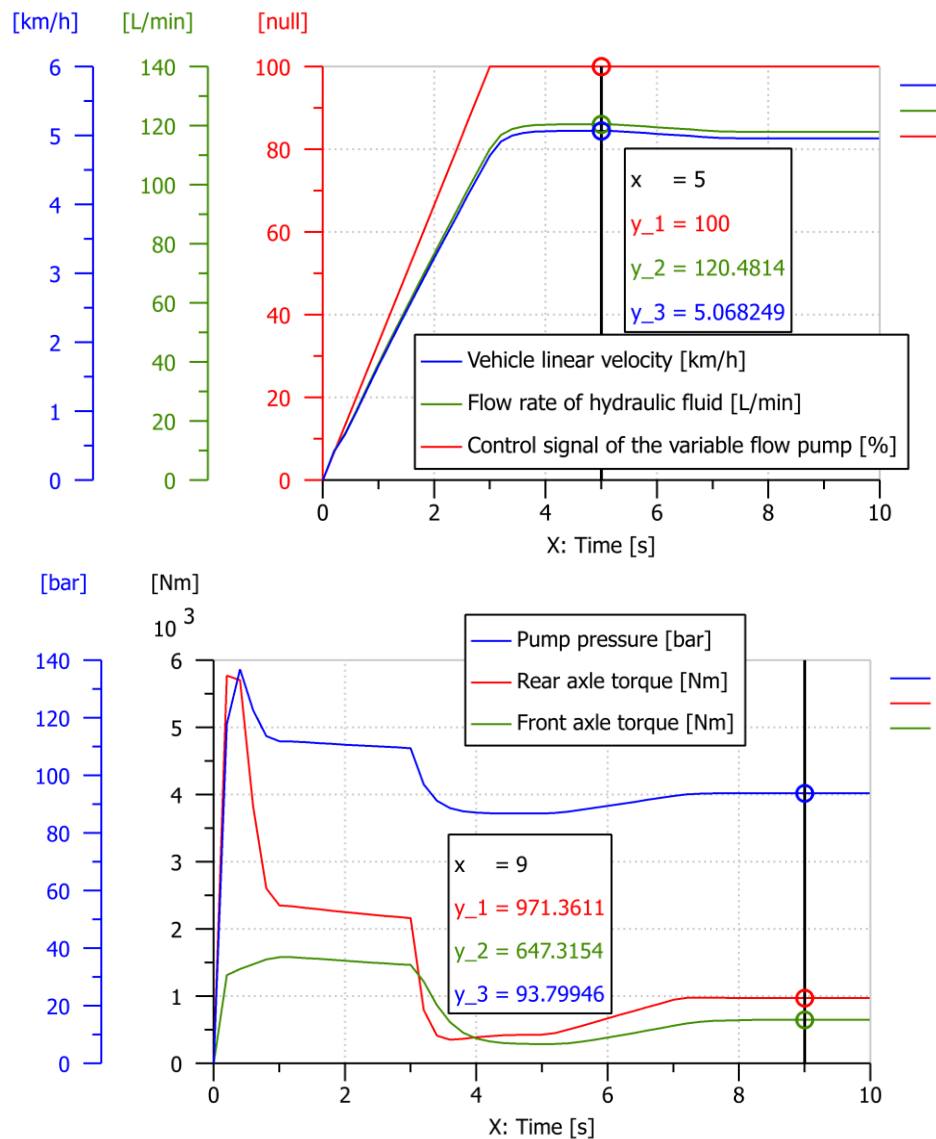 [km/h] [L/min] [null]
6 140 100
5 120 80
4 100 60
3 80 40
2 60 20
1 40 0
0 20
0
x = 5
y_1 = 100
y_2 = 120.4814
y_3 = 5.068249
Vehicle linear velocity [km/h]
Flow rate of hydraulic fluid [L/min]
Control signal of the variable flow pump [%]
0 2 4 6 8 10
X: Time [s]
[bar] [Nm]
10 3
140 6
120 5
100 4
80 3
60 2
40 1
20 0
0
Pump pressure [bar]
Rear axle torque [Nm]
Front axle torque [Nm]
x = 9
y_1 = 971.3611
y_2 = 647.3154
y_3 = 93.79946
0 2 4 6 8 10
X: Time [s]